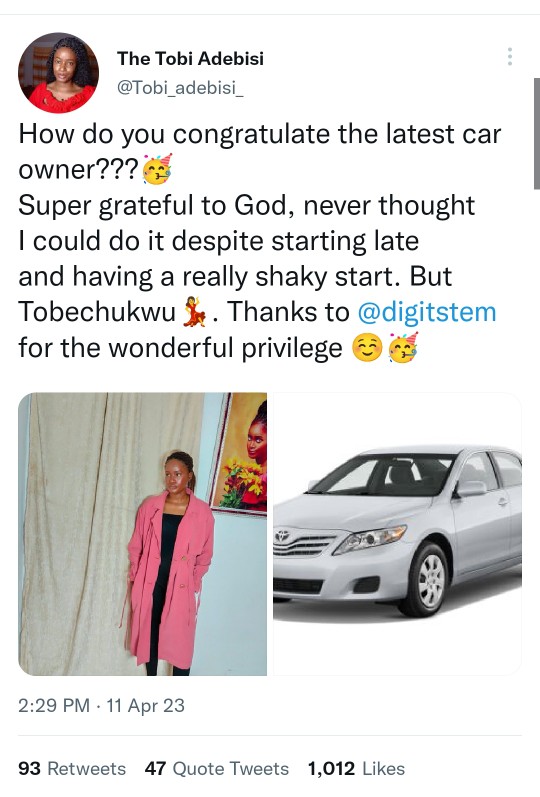 The Tobi Adebisi
@Tobi_adebisi_
How do you congratulate the latest car
owner???🥳
Super grateful to God, never thought
I could do it despite starting late
and having a really shaky start. But
Tobechukwu💃. Thanks to @digitstem
for the wonderful privilege ☺️🥳
2:29 PM · 11 Apr 23
93 Retweets 47 Quote Tweets 1,012 Likes